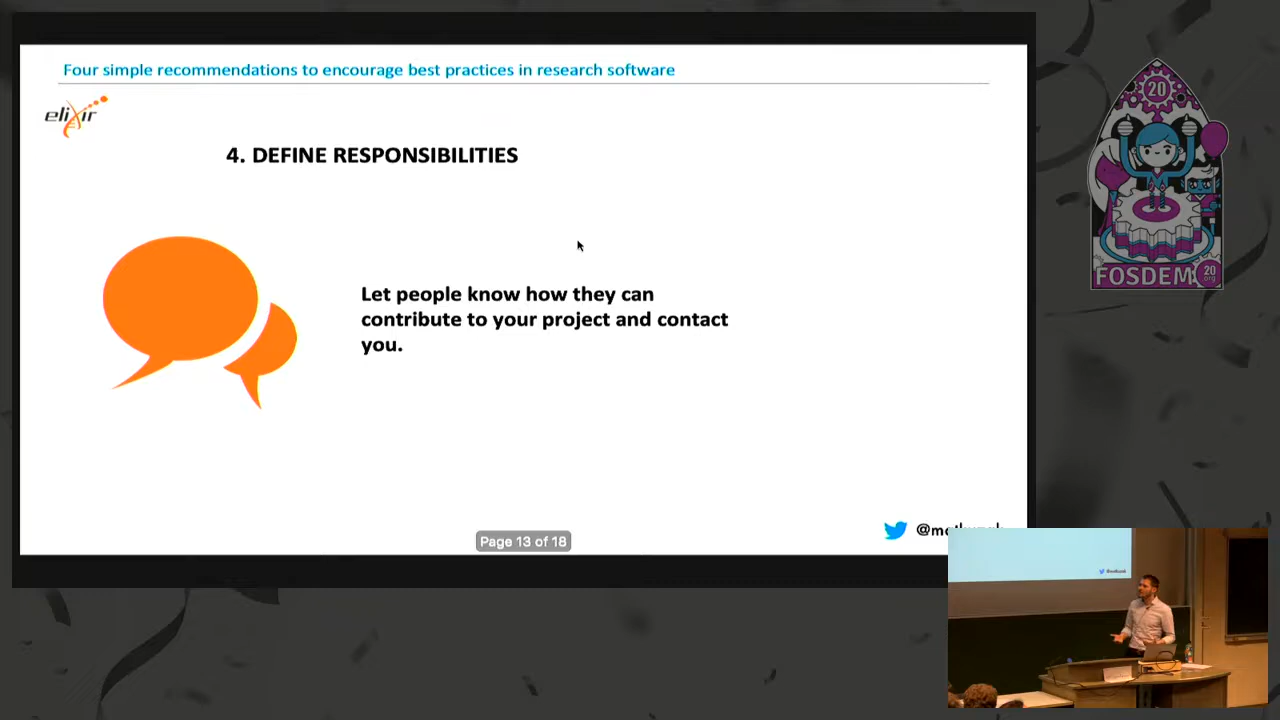 Four simple recommendations to encourage best practices in research software
elixir
4. DEFINE RESPONSIBILITIES
Let people know how they can
contribute to your project and contact
you.
Page 13 of 18
20
FOSDEM
20
.org